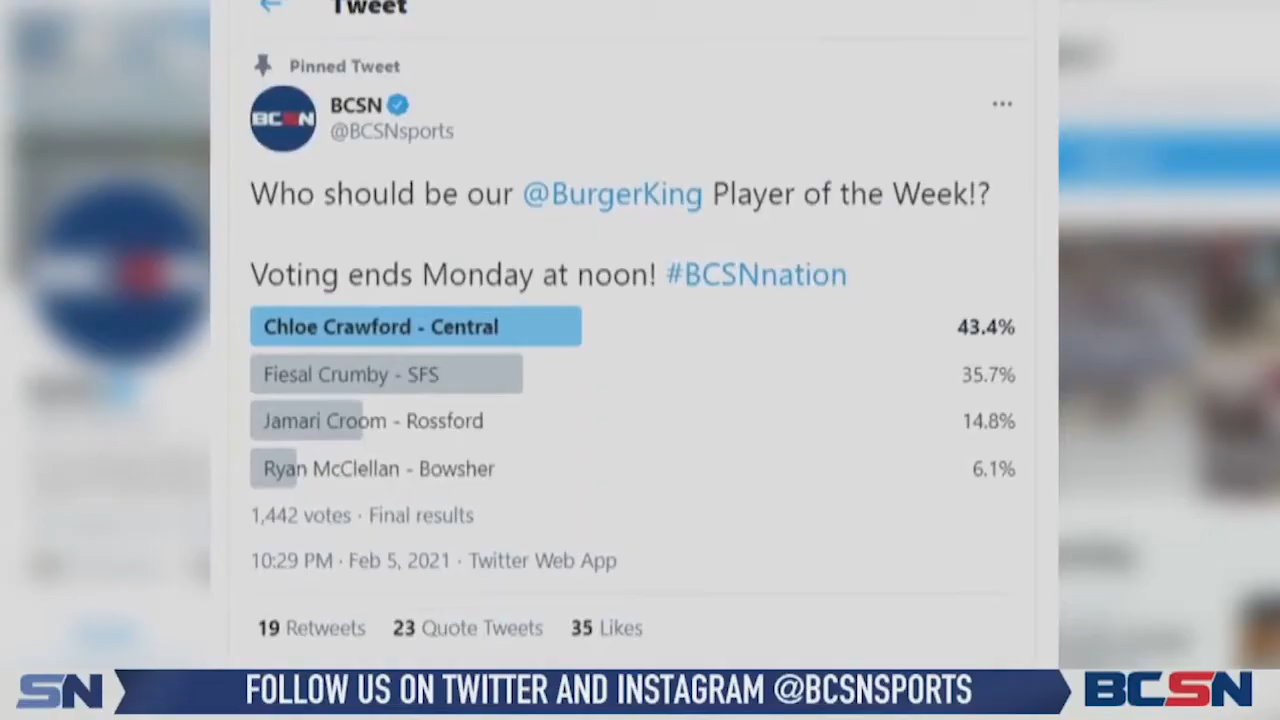 Tweet
Pinned Tweet
BCSN
BCSN
@BCSNsports
Who should be our @BurgerKing Player of the Week!?
Voting ends Monday at noon! #BCSNnation
Chloe Crawford - Central 43.4%
Fiesal Crumby - SFS 35.7%
Jamari Croom - Rossford 14.8%
Ryan McClellan - Bowsher 6.1%
1,442 votes · Final results
10:29 PM · Feb 5, 2021 · Twitter Web App
19 Retweets 23 Quote Tweets 35 Likes
SN FOLLOW US ON TWITTER AND INSTAGRAM @BCSNSPORTS BCSN